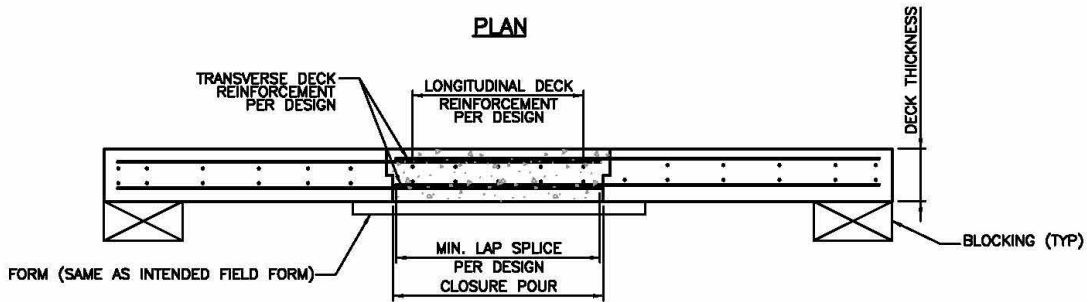 PLAN
TRANSVERSE DECK
REINFORCEMENT
PER DESIGN
LONGITUDINAL DECK
REINFORCEMENT
PER DESIGN
DECK THICKNESS
BLOCKING (TYP)
FORM (SAME AS INTENDED FIELD FORM)
MIN. LAP SPLICE
PER DESIGN
CLOSURE POUR